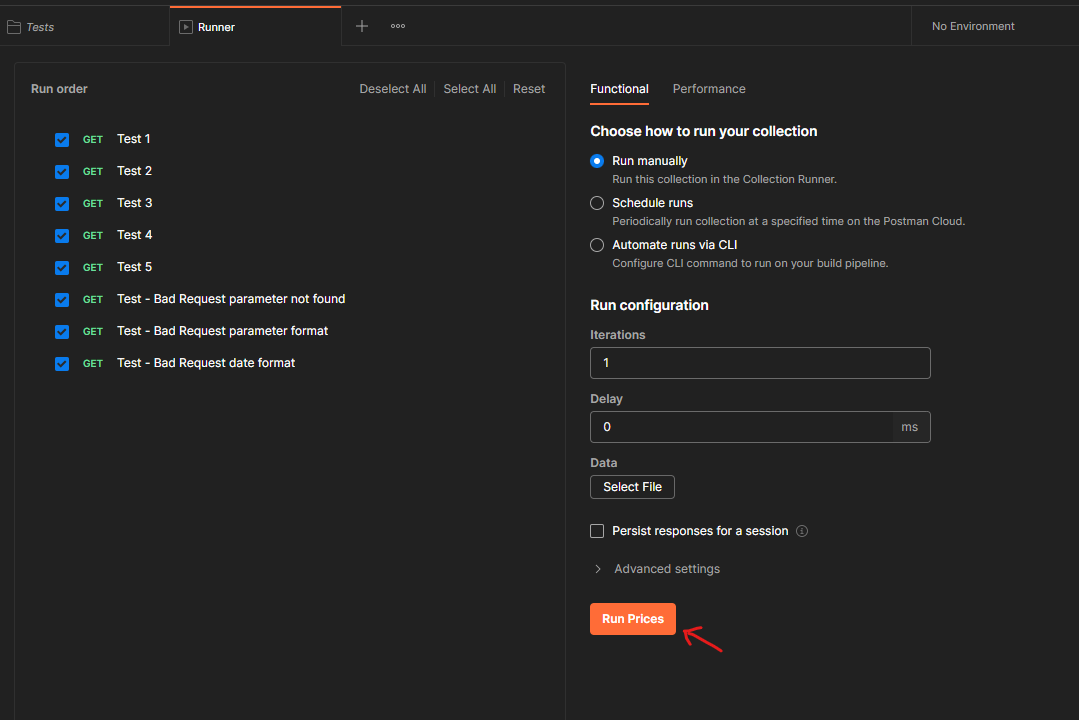 Tests
Runner
No Environment
Run order
Deselect All
Select All
Reset
GET Test 1
GET Test 2
GET Test 3
GET Test 4
GET Test 5
GET Test - Bad Request parameter not found
GET Test - Bad Request parameter format
GET Test - Bad Request date format
Functional
Performance
Choose how to run your collection
Run manually
Run this collection in the Collection Runner.
Schedule runs
Periodically run collection at a specified time on the Postman Cloud.
Automate runs via CLI
Configure CLI command to run on your build pipeline.
Run configuration
Iterations
1
Delay
0 ms
Data
Select File
Persist responses for a session
Advanced settings
Run Prices